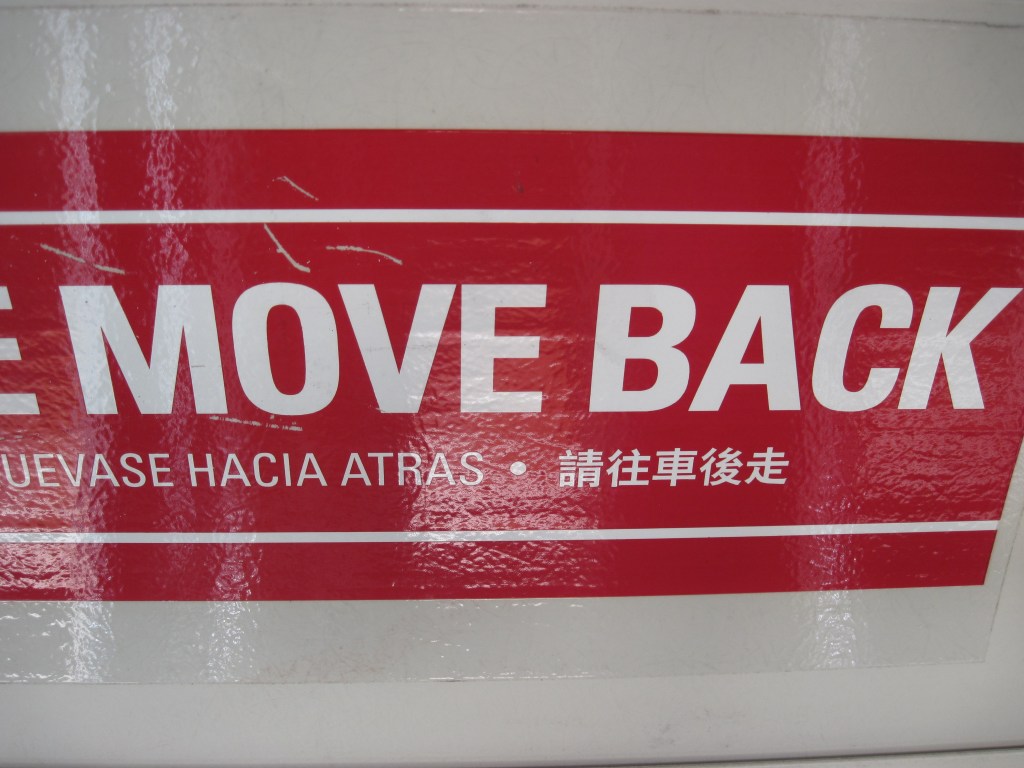 E MOVE BACK
UEVASE HACIA ATRAS • 請往車後走